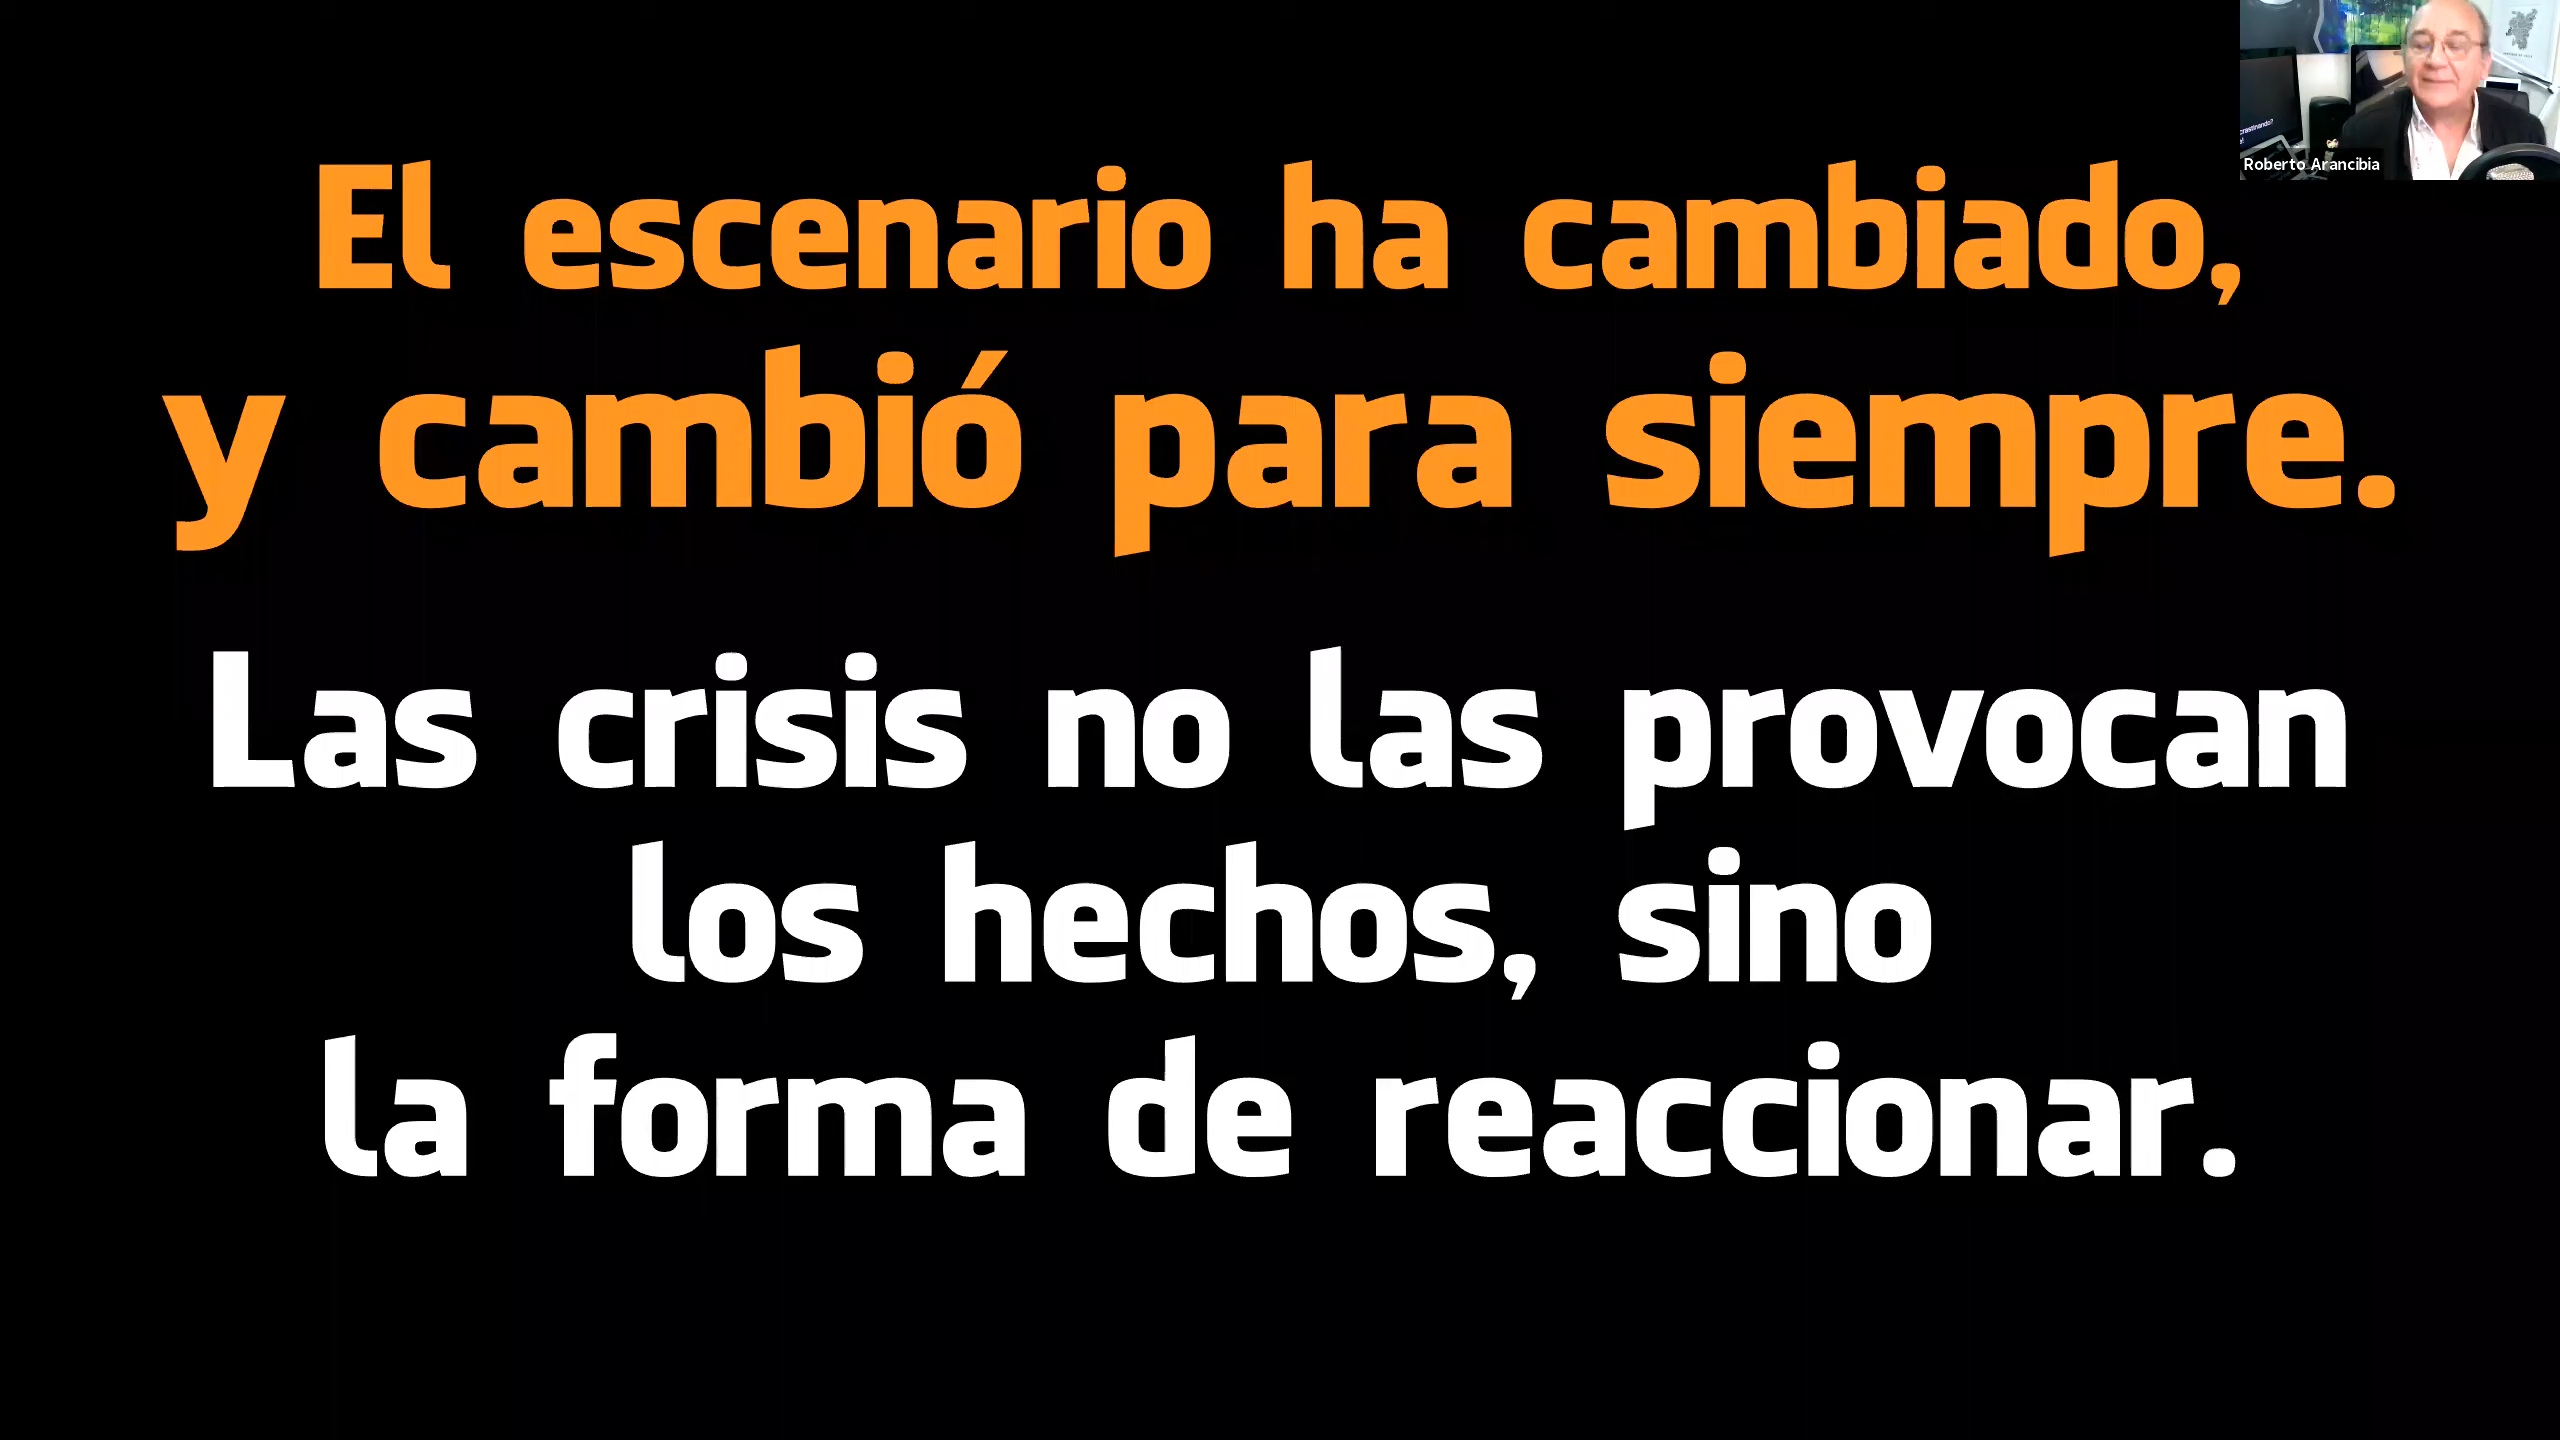 El escenario ha cambiado,
y cambió para siempre.
Las crisis no las provocan
los hechos, sino
la forma de reaccionar.
Roberto Arancibia